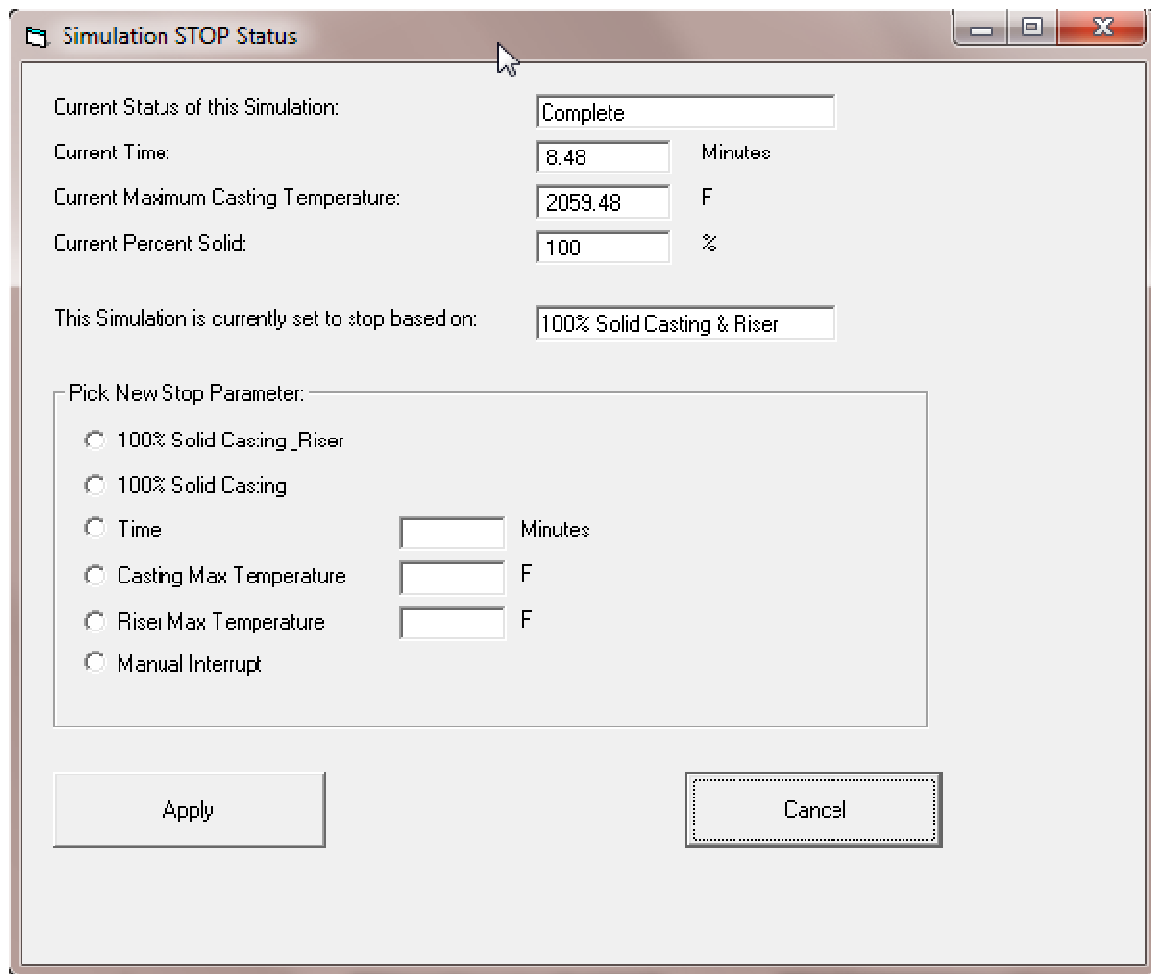 Simulation STOP Status
Current Status of this Simulation: Complete
Current Time: 8.48 Minutes
Current Maximum Casting Temperature: 2059.48 F
Current Percent Solid: 100 %
This Simulation is currently set to stop based on: 100% Solid Casting & Riser
Pick New Stop Parameter:
100% Solid Casting _Riser
100% Solid Casting
Time Minutes
Casting Max Temperature F
Riser Max Temperature F
Manual Interrupt
Apply Cancel